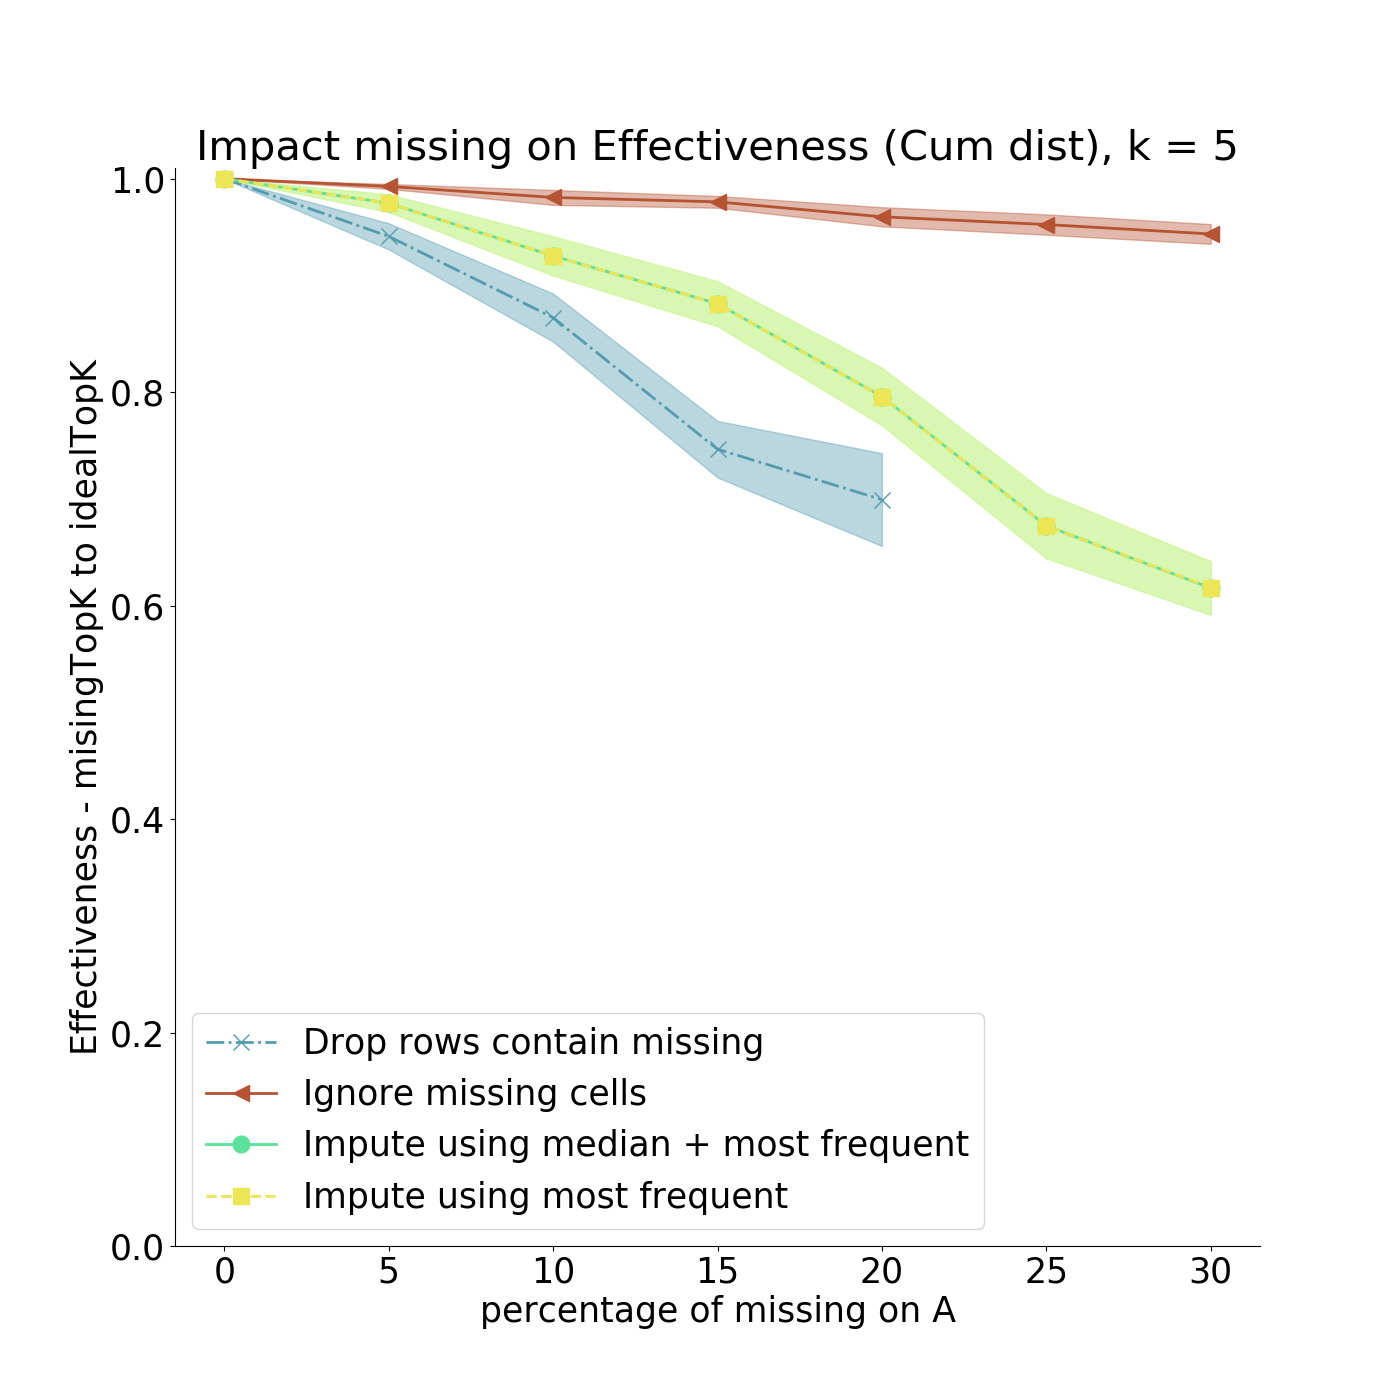 Impact missing on Effectiveness (Cum dist), k = 5
Effectiveness - misingTopK to idealTopK
1.0
0.8
0.6
0.4
0.2
0.0
Drop rows contain missing
Ignore missing cells
Impute using median + most frequent
Impute using most frequent
0 5 10 15 20 25 30
percentage of missing on A